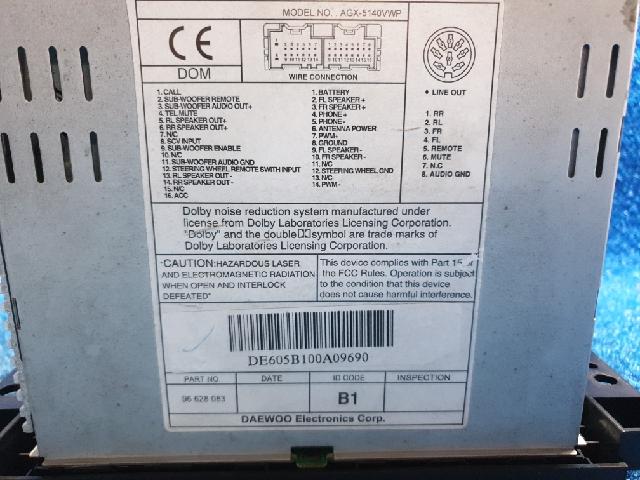 MODEL NO. : AGX-5140VWP
CE
DOM
WIRE CONNECTION
● LINE OUT
1. CALL
2. SUB-WOOFER REMOTE
3. SUB-WOOFER AUDIO OUT+
4. TEL MUTE
5. RL SPEAKER OUT+
6. RR SPEAKER OUT+
7. N/C
8. SCV INPUT
9. SUB-WOOFER ENABLE
10. N/C
11. SUB-WOOFER AUDIO GND
12. STEERING WHEEL REMOTE SWITH INPUT
13. RL SPEAKER OUT -
14. RR SPEAKER OUT -
15. N/C
16. ACC
1. BATTERY
2. FL SPEAKER+
3. FR SPEAKER+
4. PHONE+
5. PHONE+
6. ANTENNA POWER
7. PWM+
8. GROUND
9. FL SPEAKER-
10. FR SPEAKER-
11. N/C
12. STEERING WHEEL GND
13. N/C
14. PWM-
1. RR
2. RL
3. FR
4. FL
5. REMOTE
6. MUTE
7. N.C
8. AUDIO GND
Dolby noise reduction system manufactured under
license from Dolby Laboratories Licensing Corporation.
"Dolby" and the double symbol are trade marks of
Dolby Laboratories Licensing Corporation.
"CAUTION: HAZARDOUS LASER
AND ELECTROMAGNETIC RADIATION
WHEN OPEN AND INTERLOCK
DEFEATED"
This device complies with Part 15 of
the FCC Rules. Operation is subject
to the condition that this device
does not cause harmful interference.
DE605B100A09690
PART NO. DATE ID CODE INSPECTION
96 628 083 B1
DAEWOO Electronics Corp.